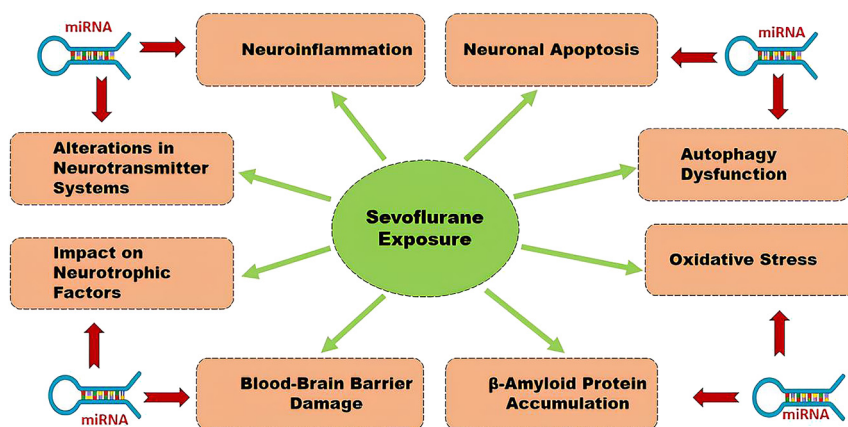 miRNA
Neuroinflammation
Neuronal Apoptosis
miRNA
Alterations in
Neurotransmitter
Systems
Autophagy
Dysfunction
Sevoflurane
Exposure
Impact on
Neurotrophic
Factors
Oxidative Stress
Blood-Brain Barrier
Damage
β-Amyloid Protein
Accumulation
miRNA
miRNA